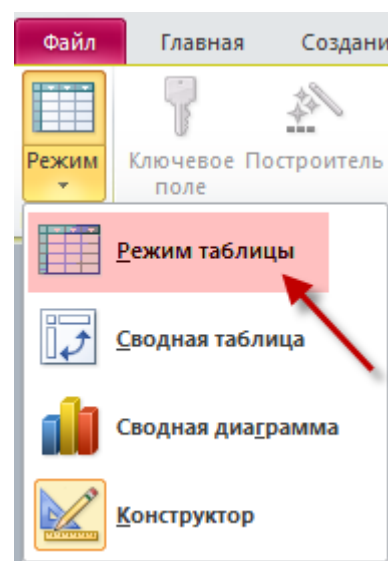 Файл Главная Создани
Режим Ключевое поле Построитель
Режим таблицы
Сводная таблица
Сводная диаграмма
Конструктор